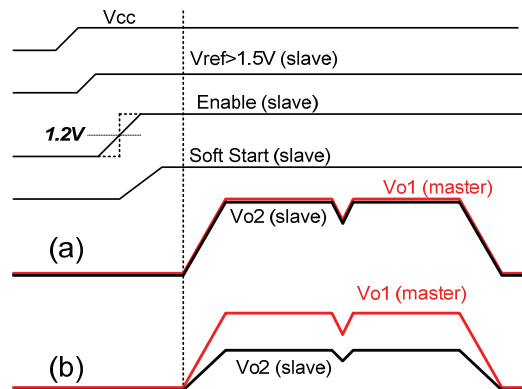 Vcc
Vref>1.5V (slave)
Enable (slave)
1.2V
Soft Start (slave)
Vo1 (master)
Vo2 (slave)
(a)
Vo1 (master)
Vo2 (slave)
(b)